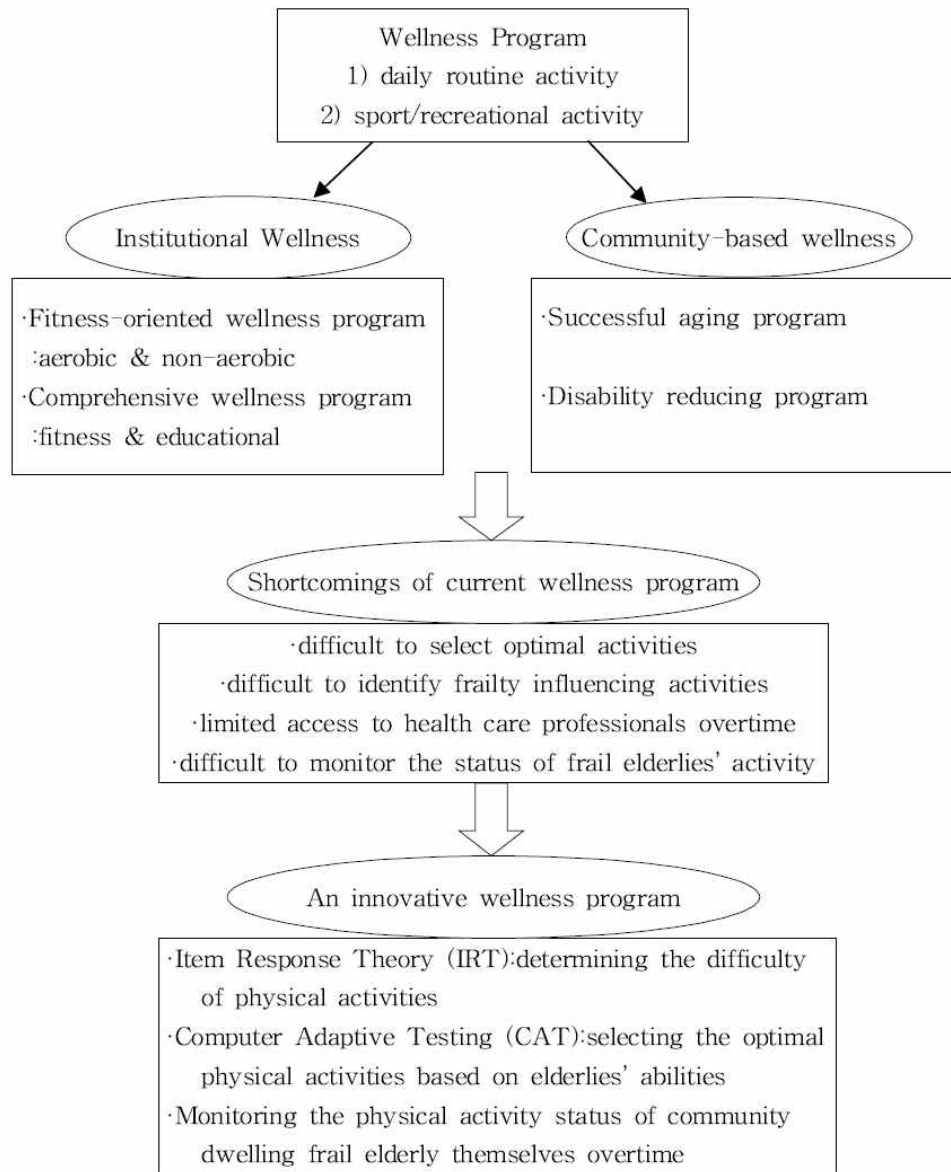 Wellness Program
1) daily routine activity
2) sport/recreational activity
Institutional Wellness
Community-based wellness
·Fitness-oriented wellness program
:aerobic & non-aerobic
·Comprehensive wellness program
:fitness & educational
·Successful aging program
·Disability reducing program
Shortcomings of current wellness program
·difficult to select optimal activities
·difficult to identify frailty influencing activities
·limited access to health care professionals overtime
·difficult to monitor the status of frail elderlies' activity
An innovative wellness program
·Item Response Theory (IRT):determining the difficulty
of physical activities
·Computer Adaptive Testing (CAT):selecting the optimal
physical activities based on elderlies' abilities
·Monitoring the physical activity status of community
dwelling frail elderly themselves overtime